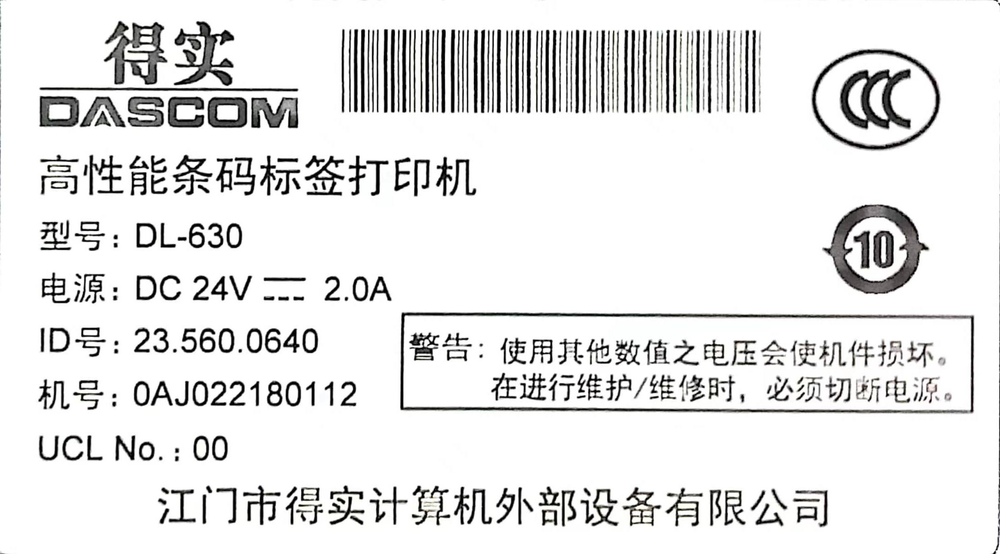 得实
DASCOM
高性能条码标签打印机
型号: DL-630
电源: DC 24V 2.0A
ID号: 23.560.0640
机号: 0AJ022180112
UCL No.: 00
10
警告: 使用其他数值之电压会使机件损坏。
在进行维护/维修时，必须切断电源。
江门市得实计算机外部设备有限公司